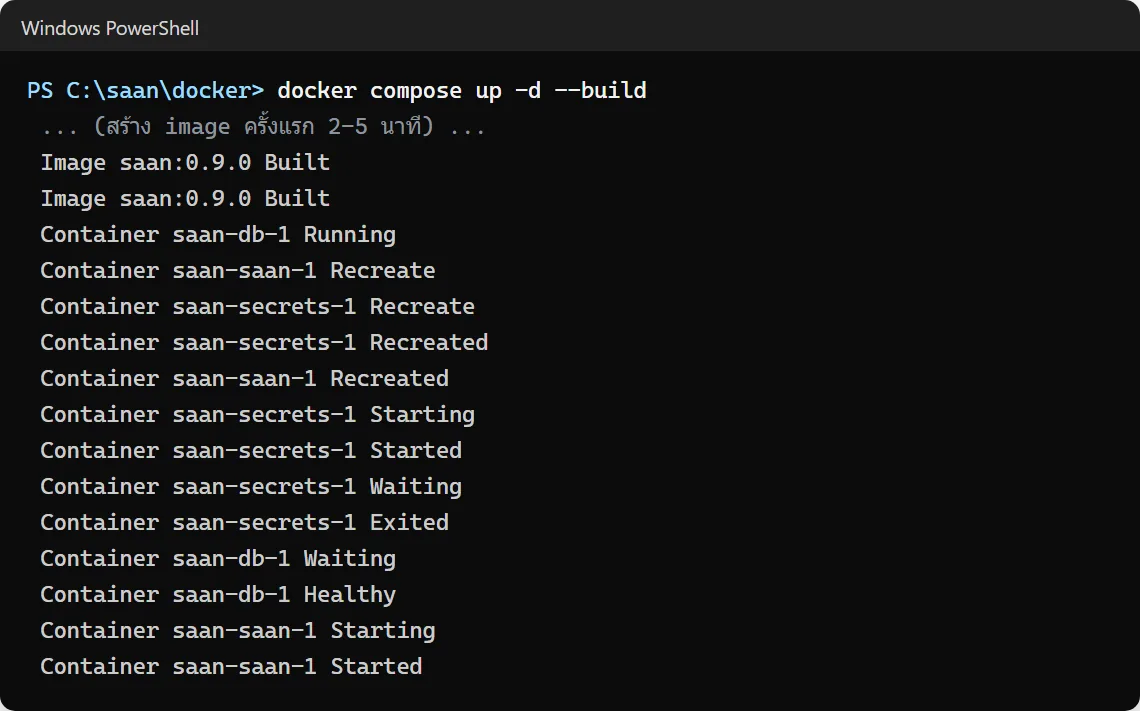 Windows PowerShell
PS C:\saan\docker> docker compose up -d --build
... (สร้าง image ครั้งแรก 2-5 นาที) ...
Image saan:0.9.0 Built
Image saan:0.9.0 Built
Container saan-db-1 Running
Container saan-saan-1 Recreate
Container saan-secrets-1 Recreate
Container saan-secrets-1 Recreated
Container saan-saan-1 Recreated
Container saan-secrets-1 Starting
Container saan-secrets-1 Started
Container saan-secrets-1 Waiting
Container saan-secrets-1 Exited
Container saan-db-1 Waiting
Container saan-db-1 Healthy
Container saan-saan-1 Starting
Container saan-saan-1 Started